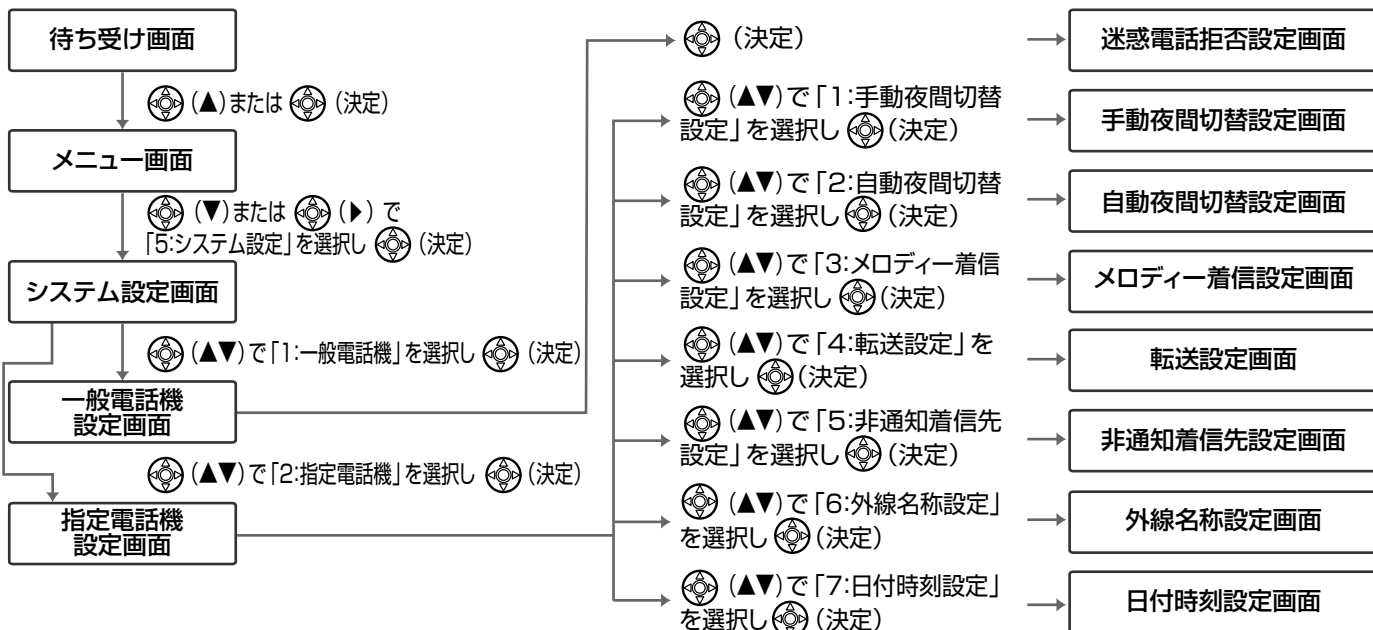 待ち受け画面
(▲)または (決定)
メニュー画面
(▼)または (▶) で
「5:システム設定」を選択し (決定)
システム設定画面
(▲▼)で「1:一般電話機」を選択し (決定)
一般電話機
設定画面
(▲▼)で「2:指定電話機」を選択し (決定)
指定電話機
設定画面
(決定)
迷惑電話拒否設定画面
(▲▼)で「1:手動夜間切替
設定」を選択し (決定)
手動夜間切替設定画面
(▲▼)で「2:自動夜間切替
設定」を選択し (決定)
自動夜間切替設定画面
(▲▼)で「3:メロディー着信
設定」を選択し (決定)
メロディー着信設定画面
(▲▼)で「4:転送設定」を
選択し (決定)
転送設定画面
(▲▼)で「5:非通知着信先
設定」を選択し (決定)
非通知着信先設定画面
(▲▼)で「6:外線名称設定」
を選択し (決定)
外線名称設定画面
(▲▼)で「7:日付時刻設定」
を選択し (決定)
日付時刻設定画面